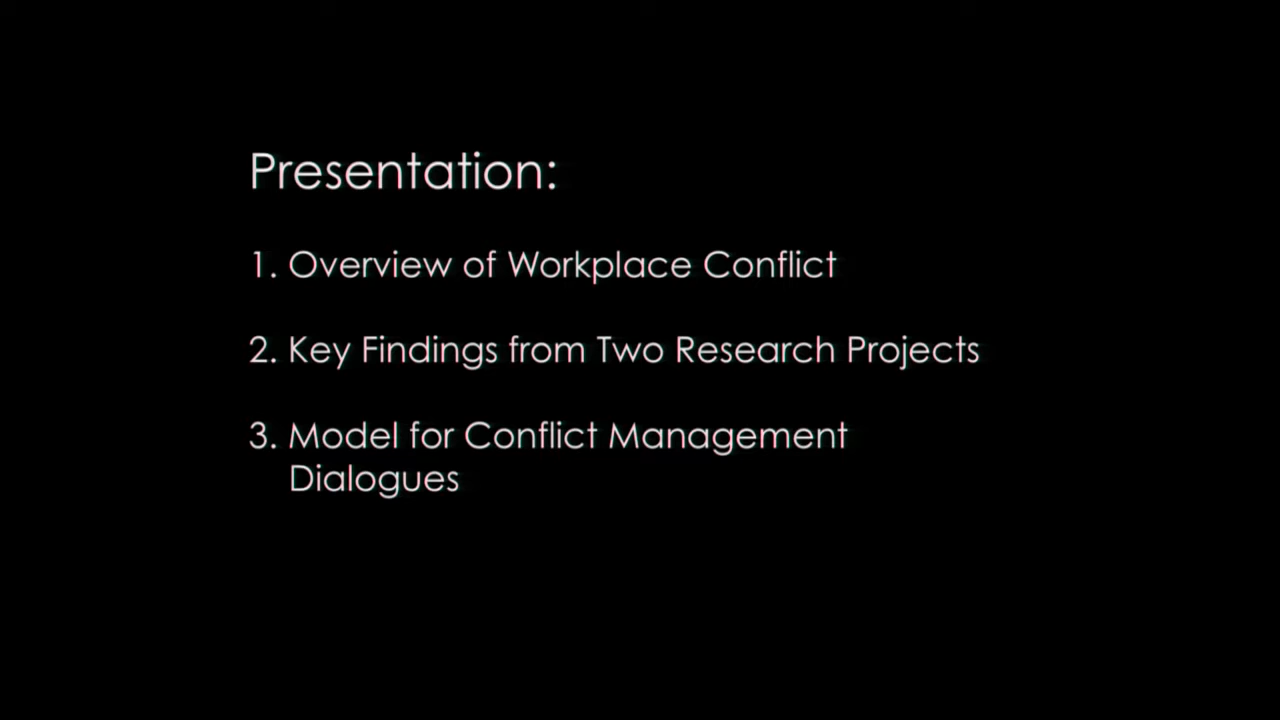 Presentation:
1. Overview of Workplace Conflict
2. Key Findings from Two Research Projects
3. Model for Conflict Management
Dialogues